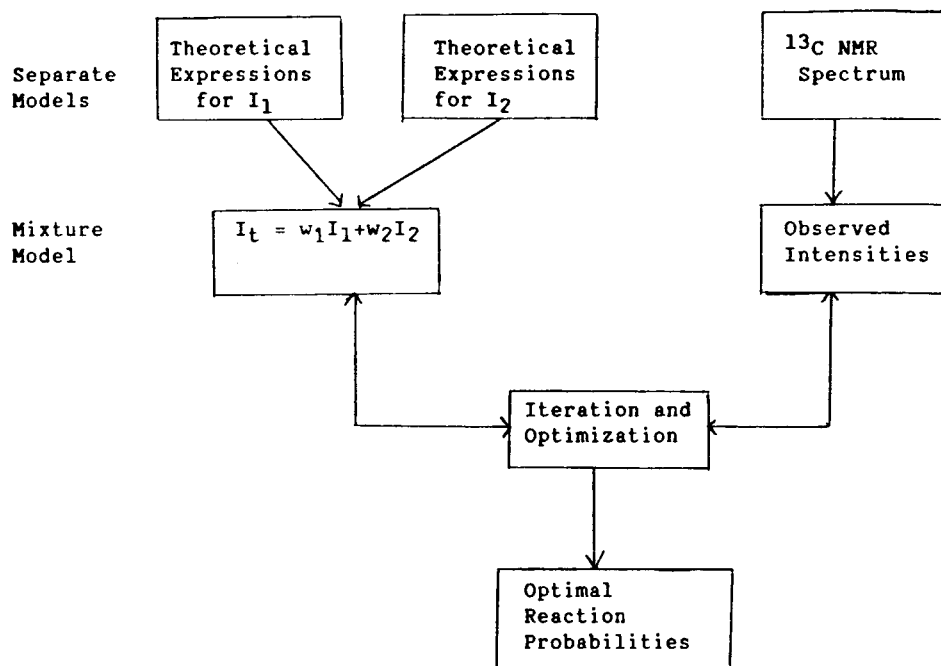 Separate
Models
Theoretical
Expressions
for I₁
Theoretical
Expressions
for I₂
¹³C NMR
Spectrum
Mixture
Model
Iₜ = w₁I₁+w₂I₂
Observed
Intensities
Iteration and
Optimization
Optimal
Reaction
Probabilities